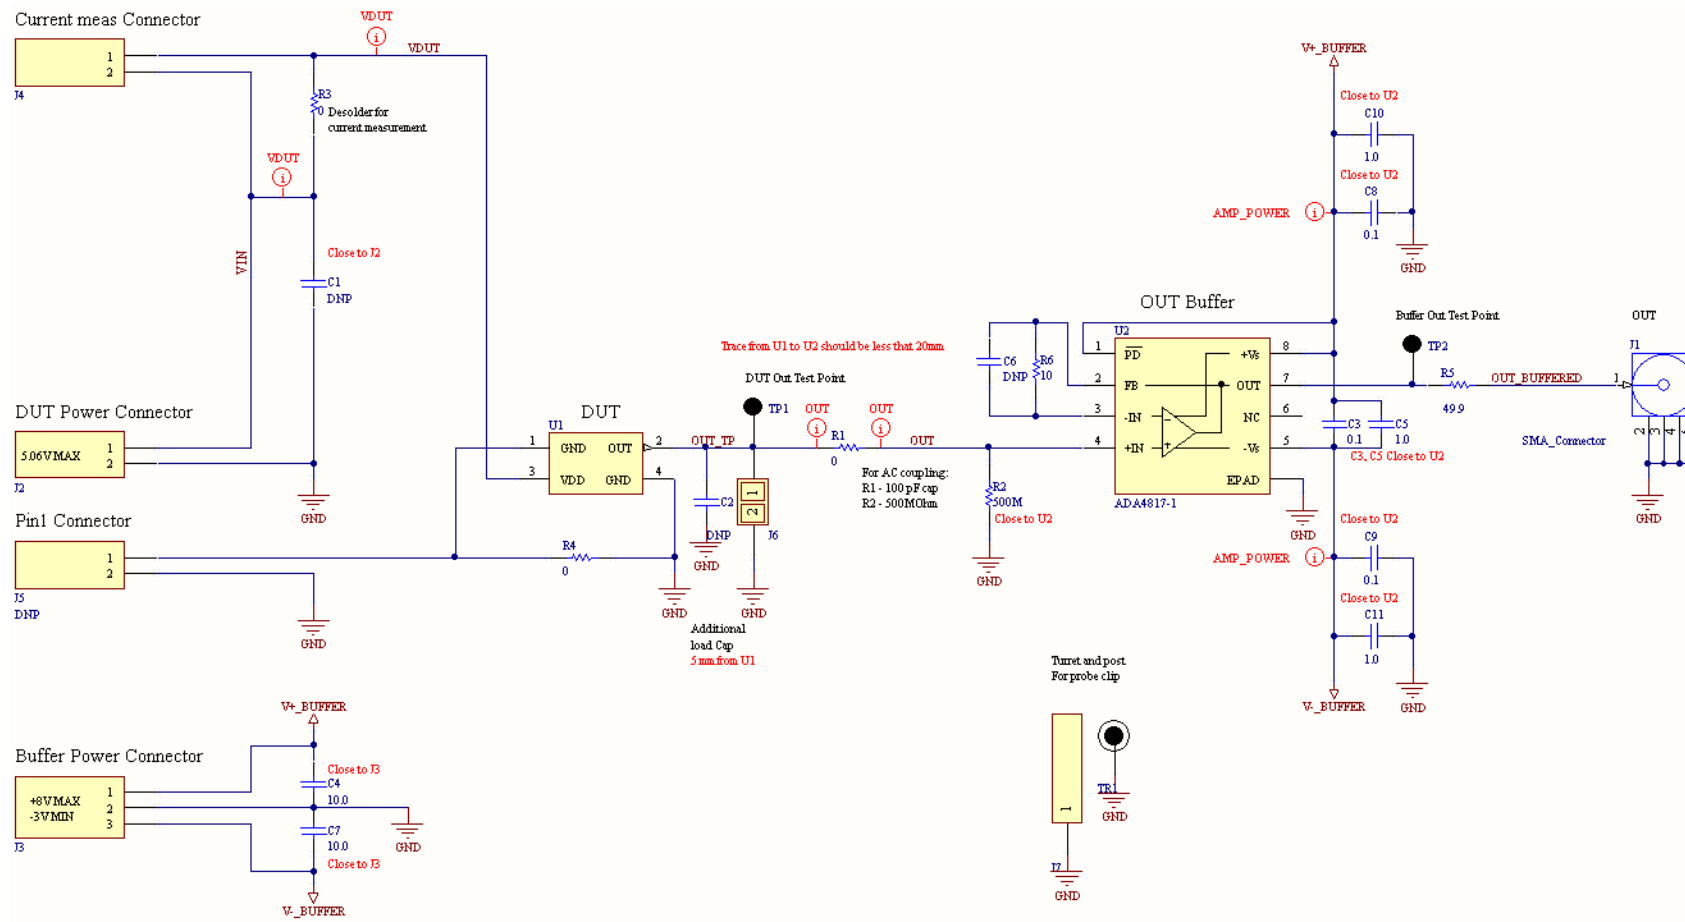 Current meas Connector
1
2
J4
VDUT
VDUT
R3
0
Desolder for
current measurement
VDUT
VIN
Close to J2
C1
DNP
DUT Power Connector
5.06VMAX
1
2
J2
GND
Pin1 Connector
1
2
J5
DNP
GND
R4
0
DUT
U1
1
GND
OUT
2
3
VDD
GND
4
GND
OUT_TP
C2
DNP
GND
Trace from U1 to U2 should be less that 20mm
DUT Out Test Point
TP1
1
2
J6
GND
Additional
load Cap
5mm from U1
OUT
OUT
R1
0
OUT
For AC coupling:
R1 - 100pF cap
R2 - 500MOhm
R2
500M
Close to U2
GND
C6
DNP
R6
10
OUT Buffer
U2
1
PD
+Vs
8
2
FB
OUT
7
3
-IN
NC
6
4
+IN
-Vs
5
EPAD
ADA4817-1
GND
V+_BUFFER
Close to U2
C10
1.0
Close to U2
C8
0.1
AMP_POWER
GND
Buffer Out Test Point
TP2
R5
49.9
OUT_BUFFERED
OUT
J1
1
2
3
4
SMA_Connector
GND
C3
0.1
C5
1.0
C3, C5 Close to U2
Close to U2
C9
0.1
AMP_POWER
Close to U2
C11
1.0
GND
V-_BUFFER
V+_BUFFER
Buffer Power Connector
+8VMAX
-3VMIN
1
2
3
J3
Close to J3
C4
10.0
GND
C7
10.0
Close to J3
V-_BUFFER
Turret and post
For probe clip
1
J7
GND
TR1
GND